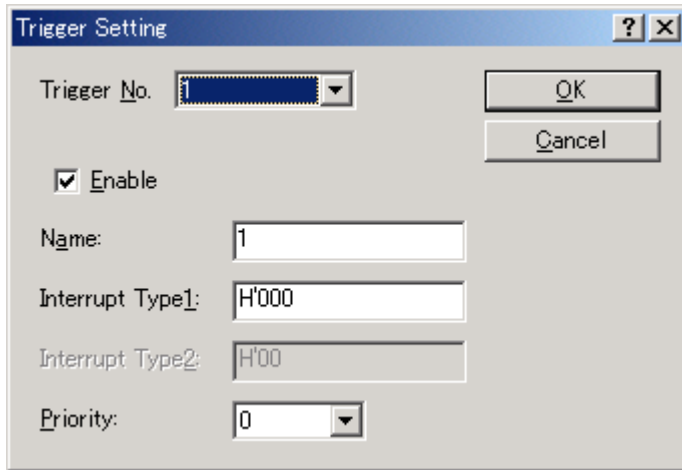 Trigger Setting
Trigger No. 1
OK
Cancel
Enable
Name: 1
Interrupt Type1: H'000
Interrupt Type2: H'00
Priority: 0